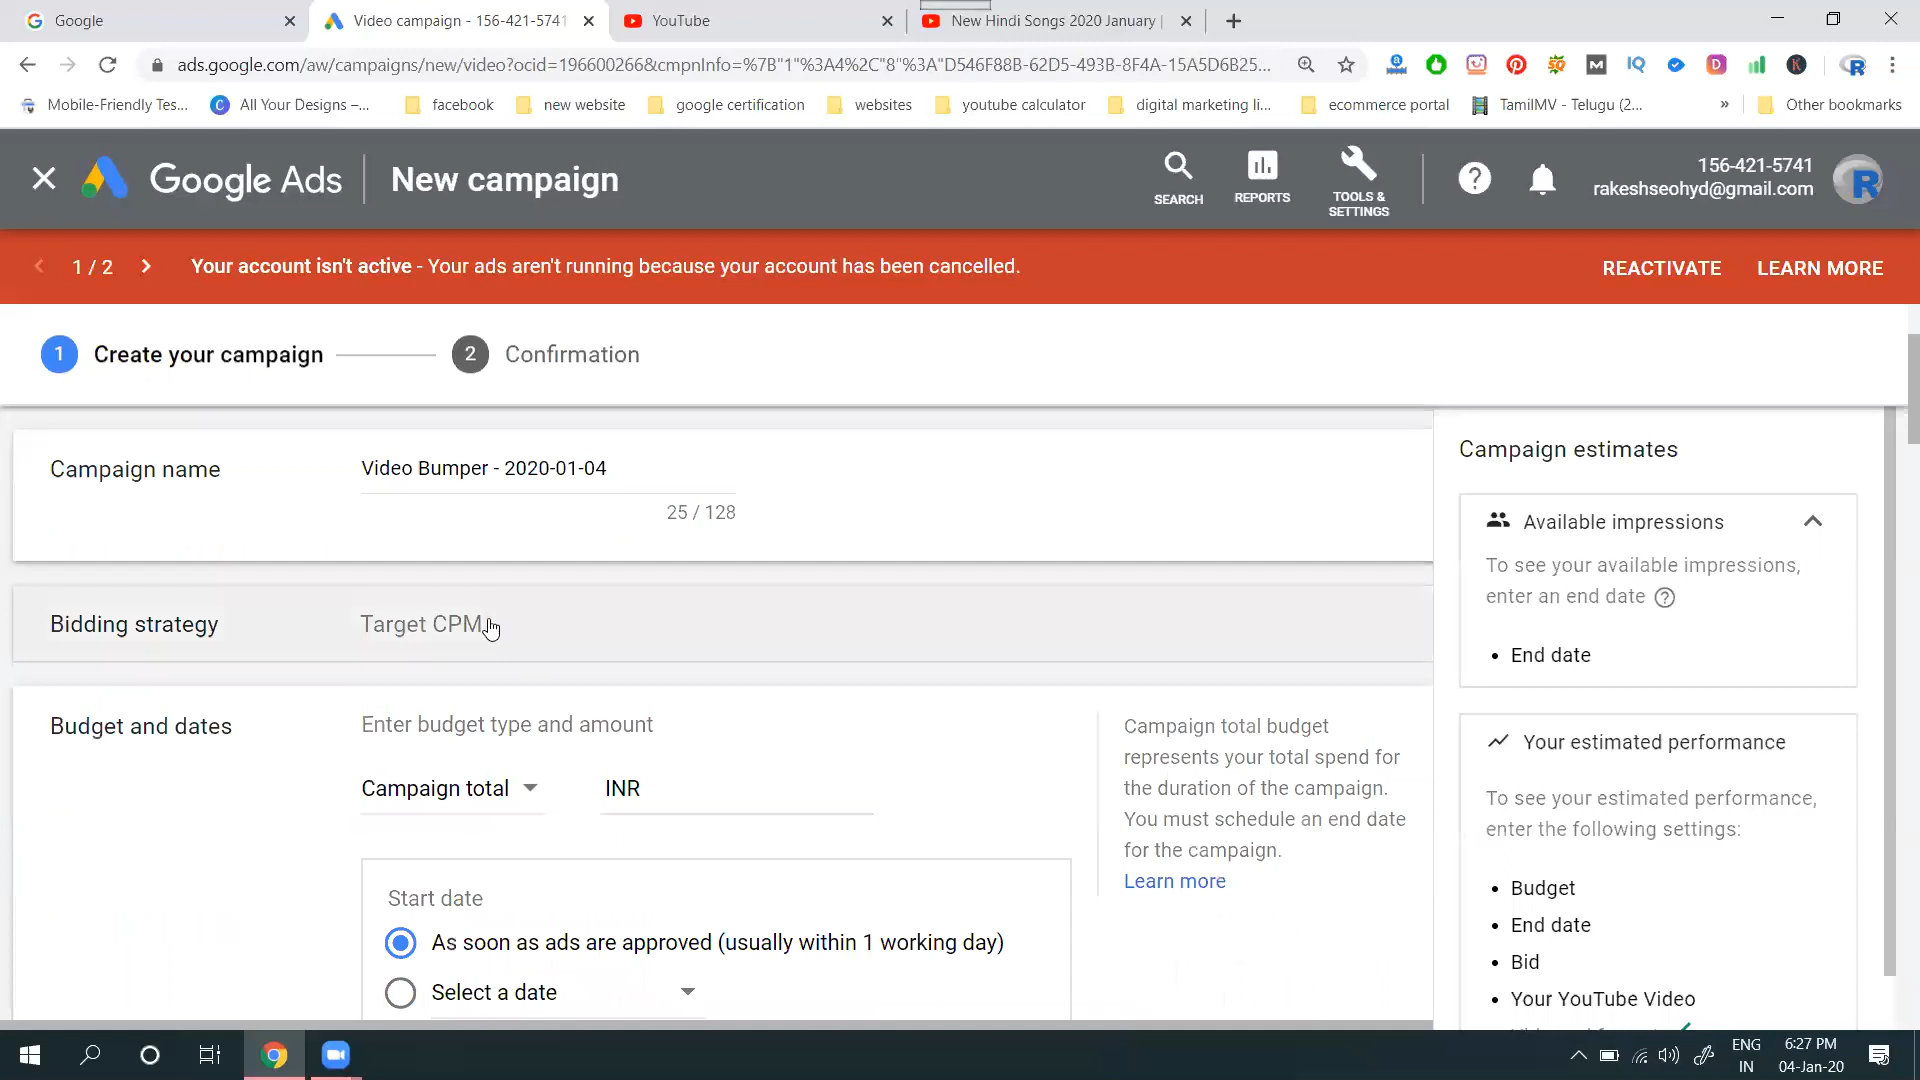 Google
Video campaign - 156-421-5741
YouTube
New Hindi Songs 2020 January |
ads.google.com/aw/campaigns/new/video?ocid=196600266&cmpnInfo=%7B"1"%3A4%2C"8"%3A"D546F88B-62D5-493B-8F4A-15A5D6B25...
Mobile-Friendly Tes...
All Your Designs –...
facebook
new website
google certification
websites
youtube calculator
digital marketing li...
ecommerce portal
TamilMV - Telugu (2...
»
Other bookmarks
Google Ads
New campaign
SEARCH
REPORTS
TOOLS &
SETTINGS
156-421-5741
rakeshseohyd@gmail.com
1 / 2
Your account isn't active - Your ads aren't running because your account has been cancelled.
REACTIVATE
LEARN MORE
1
Create your campaign
2
Confirmation
Campaign name
Video Bumper - 2020-01-04
25 / 128
Bidding strategy
Target CPM
Budget and dates
Enter budget type and amount
Campaign total
INR
Campaign total budget
represents your total spend for
the duration of the campaign.
You must schedule an end date
for the campaign.
Learn more
Start date
As soon as ads are approved (usually within 1 working day)
Select a date
Campaign estimates
Available impressions
To see your available impressions,
enter an end date
• End date
Your estimated performance
To see your estimated performance,
enter the following settings:
• Budget
• End date
• Bid
• Your YouTube Video
ENG
IN
6:27 PM
04-Jan-20